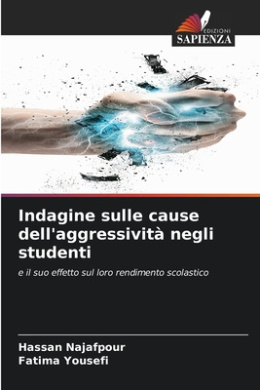 EDIZIONI
SAPIENZA
Indagine sulle cause
dell'aggressività negli
studenti
e il suo effetto sul loro rendimento scolastico
Hassan Najafpour
Fatima Yousefi